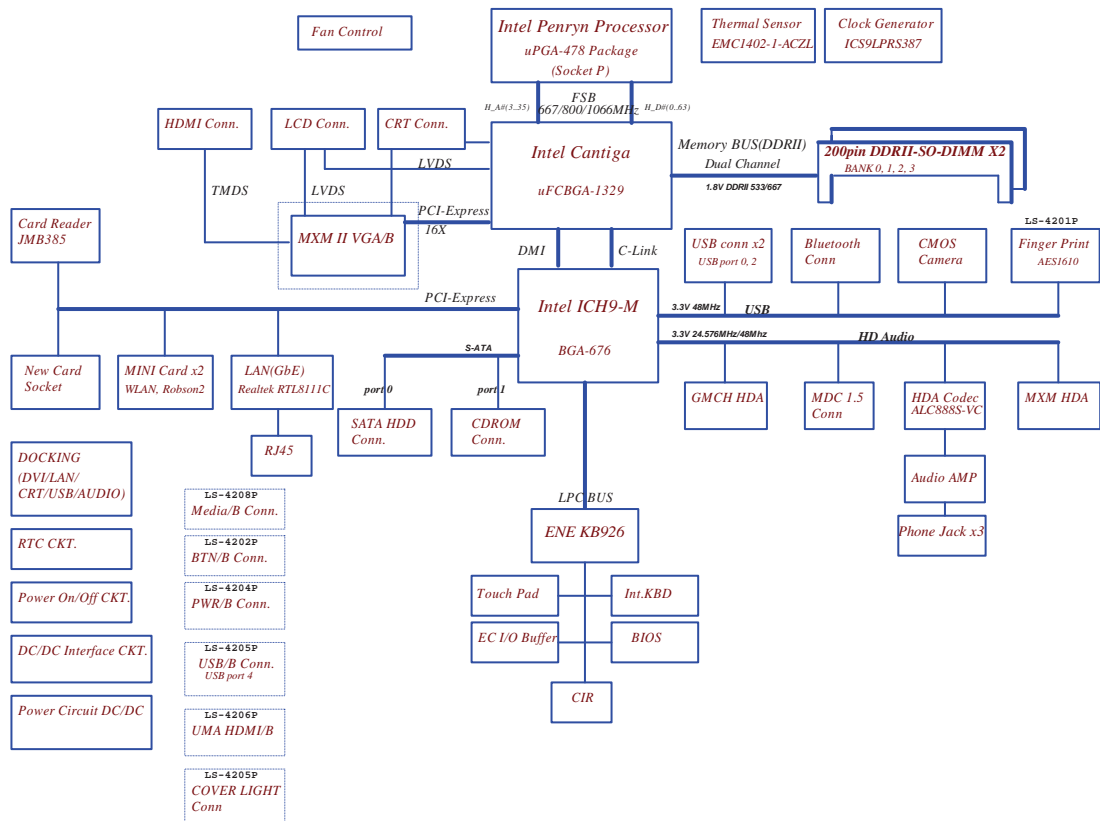 Fan Control
Intel Penryn Processor
uPGA-478 Package
(Socket P)
Thermal Sensor
EMC1402-1-ACZL
Clock Generator
ICS9LPRS387
H_A#(3..35)
FSB
667/800/1066MHz
H_D#(0..63)
HDMI Conn.
LCD Conn.
CRT Conn.
Intel Cantiga
uFCBGA-1329
Memory BUS(DDRII)
Dual Channel
1.8V DDRII 533/667
200pin DDRII-SO-DIMM X2
BANK 0, 1, 2, 3
TMDS
LVDS
LVDS
PCI-Express
16X
MXM II VGA/B
Card Reader
JMB385
DMI
C-Link
USB conn x2
USB port 0, 2
Bluetooth
Conn
CMOS
Camera
LS-4201P
Finger Print
AES1610
PCI-Express
Intel ICH9-M
BGA-676
3.3V 48MHz
USB
3.3V 24.576MHz/48Mhz
HD Audio
S-ATA
New Card
Socket
MINI Card x2
WLAN, Robson2
LAN(GbE)
Realtek RTL8111C
port 0
port 1
GMCH HDA
MDC 1.5
Conn
HDA Codec
ALC888S-VC
MXM HDA
RJ45
SATA HDD
Conn.
CDROM
Conn.
Audio AMP
Phone Jack x3
DOCKING
(DVI/LAN/
CRT/USB/AUDIO)
LS-4208P
Media/B Conn.
LPC BUS
ENE KB926
RTC CKT.
LS-4202P
BTN/B Conn.
Power On/Off CKT.
LS-4204P
PWR/B Conn.
Touch Pad
Int.KBD
DC/DC Interface CKT.
LS-4205P
USB/B Conn.
USB port 4
EC I/O Buffer
BIOS
Power Circuit DC/DC
LS-4206P
UMA HDMI/B
CIR
LS-4205P
COVER LIGHT
Conn